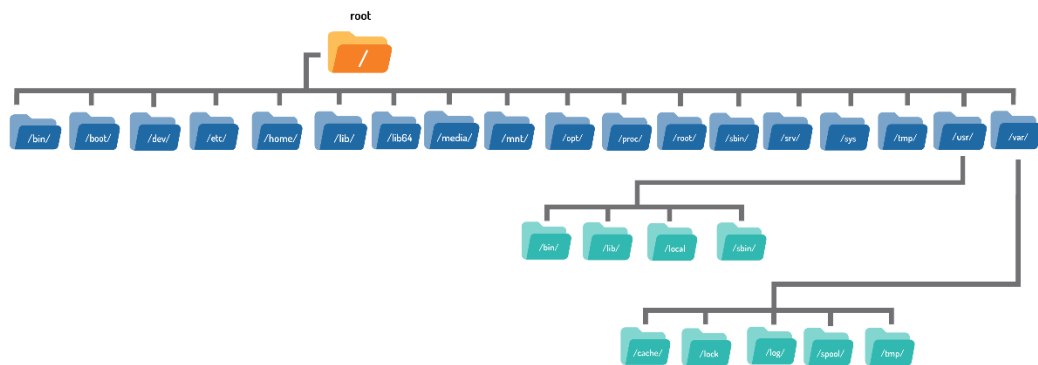 root
/
/bin/
/boot/
/dev/
/etc/
/home/
/lib/
/lib64
/media/
/mnt/
/opt/
/proc/
/root/
/sbin/
/srv/
/sys
/tmp/
/usr/
/var/
/bin/
/lib/
/local
/sbin/
/cache/
/lock
/log/
/spool/
/tmp/